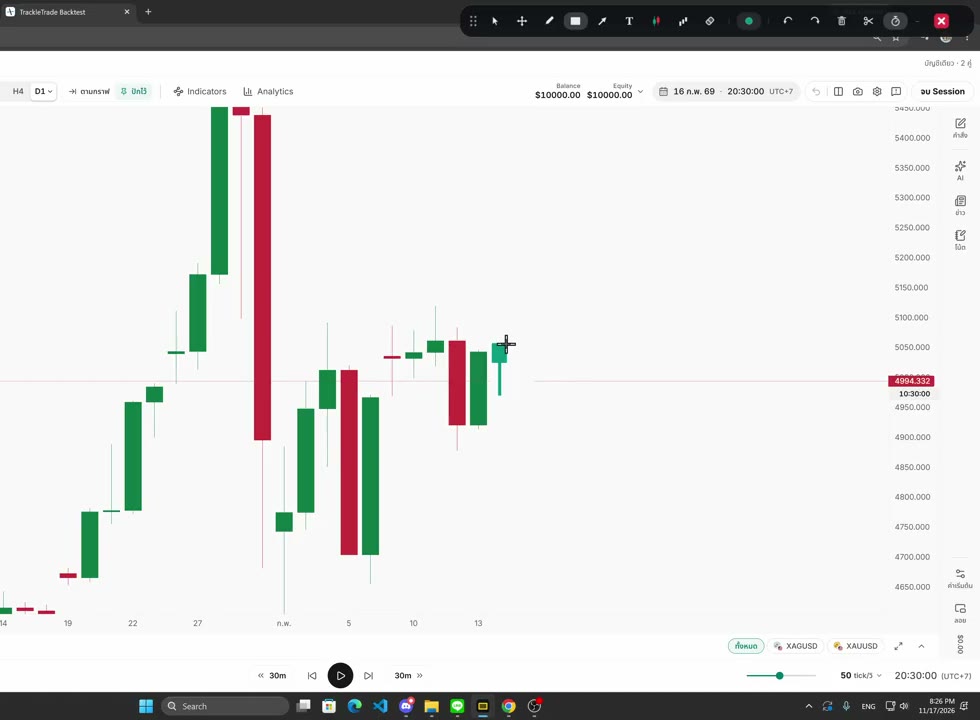 TrackleTrade Backtest
T
บัญชีเดียว · 2 คู่
H4 D1 ตามกราฟ ปักไว้ Indicators Analytics
Balance $10000.00 Equity $10000.00
16 ก.พ. 69 · 20:30:00 UTC+7
จบ Session
5450.000
5400.000
5350.000
5300.000
5250.000
5200.000
5150.000
5100.000
5050.000
4994.332
10:30:00
4950.000
4900.000
4850.000
4800.000
4750.000
4700.000
4650.000
คำสั่ง
AI
ข่าว
โน้ต
ค่าเริ่มต้น
ลอย
$0.00
14 19 22 27 ก.พ. 5 10 13
ทั้งหมด XAGUSD XAUUSD
30m 30m 50 tick/s 20:30:00 (UTC+7)
Search
ENG
8:26 PM
11/17/2026